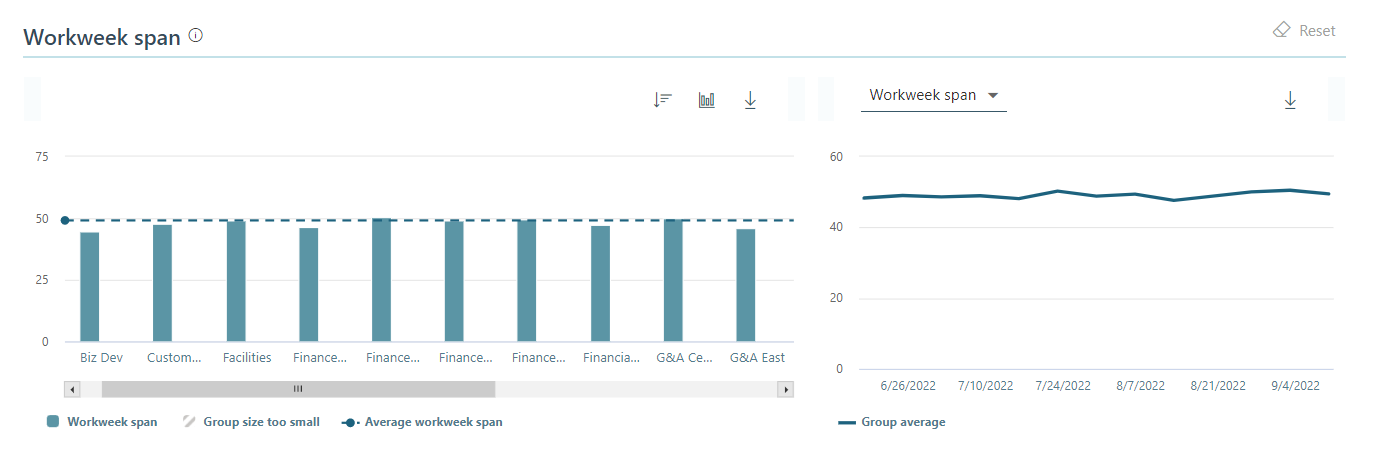 Workweek span
Reset
75
50
25
0
Biz Dev Custom... Facilities Finance... Finance... Finance... Finance... Financia... G&A Ce... G&A East
Workweek span Group size too small Average workweek span
Workweek span
60
40
20
0
6/26/2022 7/10/2022 7/24/2022 8/7/2022 8/21/2022 9/4/2022
Group average